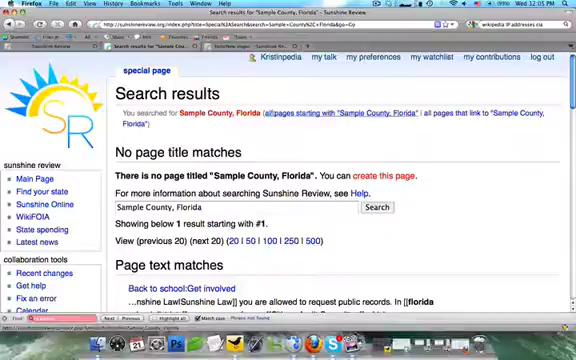 Firefox File Edit View History Bookmarks Tools Window Help
Wed 12:05 PM
wikipedia IP addresses cia
Search results for "Sample County, Florida" - Sunshine Review
Kristinpedia my talk my preferences my watchlist my contributions log out
special page
Search results
You searched for Sample County, Florida (all pages starting with "Sample County, Florida" | all pages that link to "Sample County,
Florida")
SR
No page title matches
There is no page titled "Sample County, Florida". You can create this page.
For more information about searching Sunshine Review, see Help.
Sample County, Florida Search
Showing below 1 result starting with #1.
View (previous 20) (next 20) (20 | 50 | 100 | 250 | 500)
Page text matches
Back to school:Get involved
...nshine Law|Sunshine Law]] you are allowed to request public records. In [[florida
sunshine review
Main Page
Find your state
Sunshine Online
WikiFOIA
State spending
Latest news
collaboration tools
Recent changes
Get help
Fix an error
Calendar
Next Previous Highlight all Match case Phrase not found